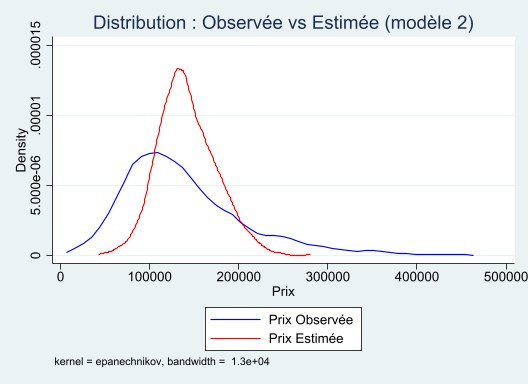 Distribution : Observée vs Estimée (modèle 2)
.000015
.00001
5.000e-06
0
Density
0 100000 200000 300000 400000 500000
Prix
Prix Observée
Prix Estimée
kernel = epanechnikov, bandwidth = 1.3e+04